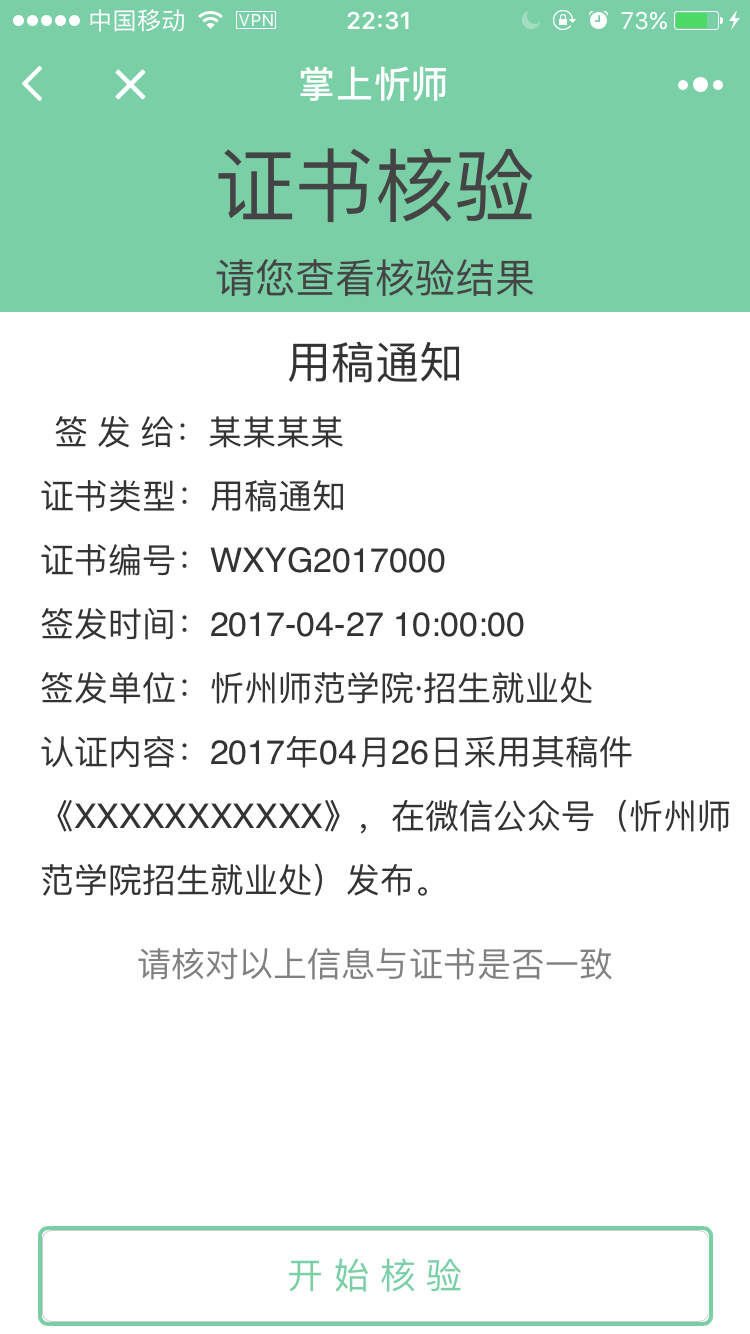 中国移动 VPN 22:31 73%
掌上忻师
证书核验
请您查看核验结果
用稿通知
签 发 给：某某某某
证书类型：用稿通知
证书编号：WXYG2017000
签发时间：2017-04-27 10:00:00
签发单位：忻州师范学院·招生就业处
认证内容：2017年04月26日采用其稿件
《XXXXXXXXXXX》，在微信公众号（忻州师
范学院招生就业处）发布。
请核对以上信息与证书是否一致
开 始 核 验